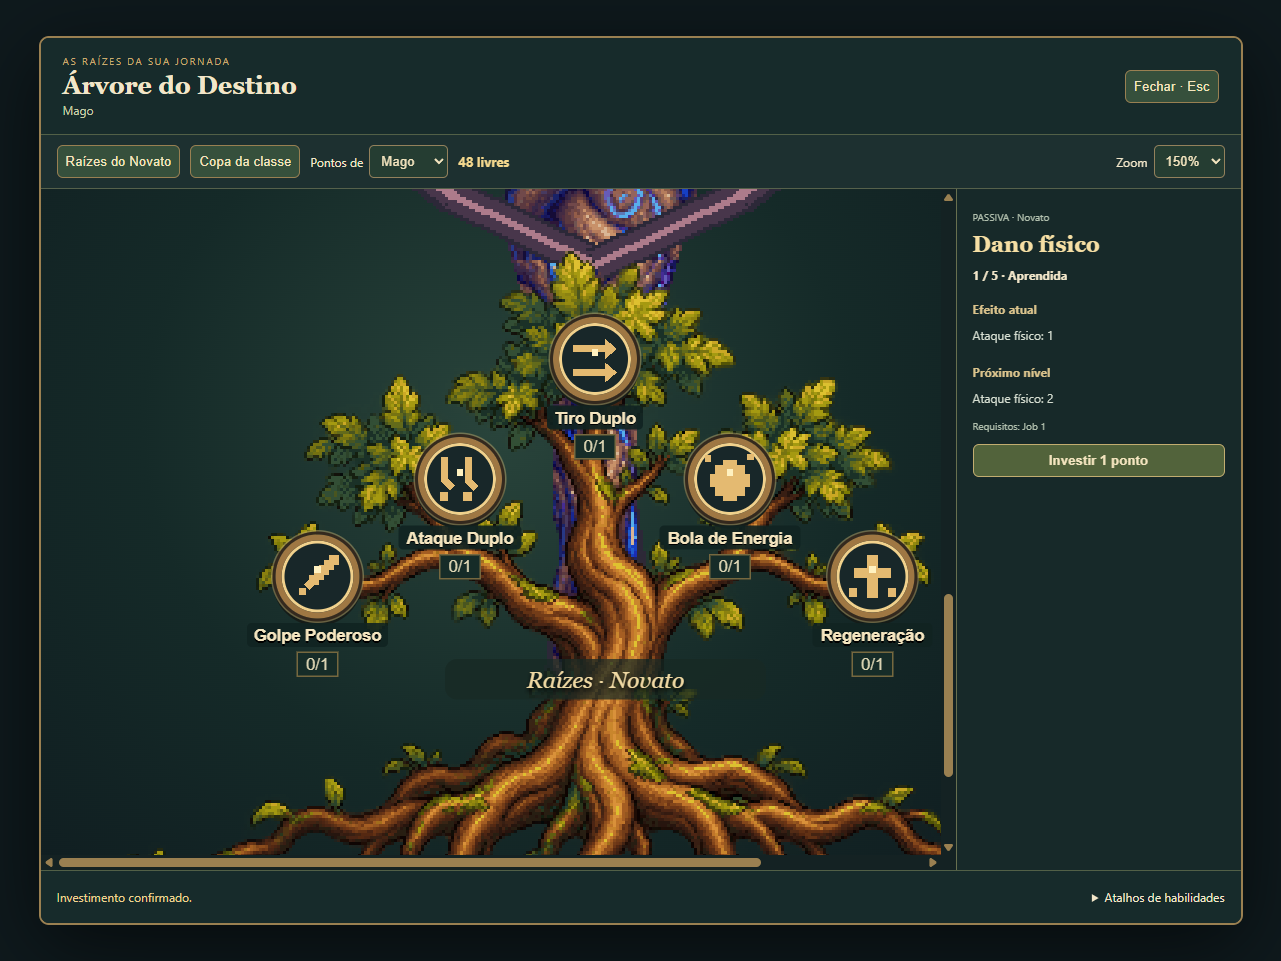 AS RAÍZES DA SUA JORNADA
Árvore do Destino
Mago
Fechar · Esc
Raízes do Novato
Copa da classe
Pontos de
Mago
48 livres
Zoom
150%
Tiro Duplo
0/1
Ataque Duplo
0/1
Bola de Energia
0/1
Golpe Poderoso
0/1
Regeneração
0/1
Raízes · Novato
PASSIVA · Novato
Dano físico
1 / 5 · Aprendida
Efeito atual
Ataque físico: 1
Próximo nível
Ataque físico: 2
Requisitos: Job 1
Investir 1 ponto
Investimento confirmado.
▶ Atalhos de habilidades